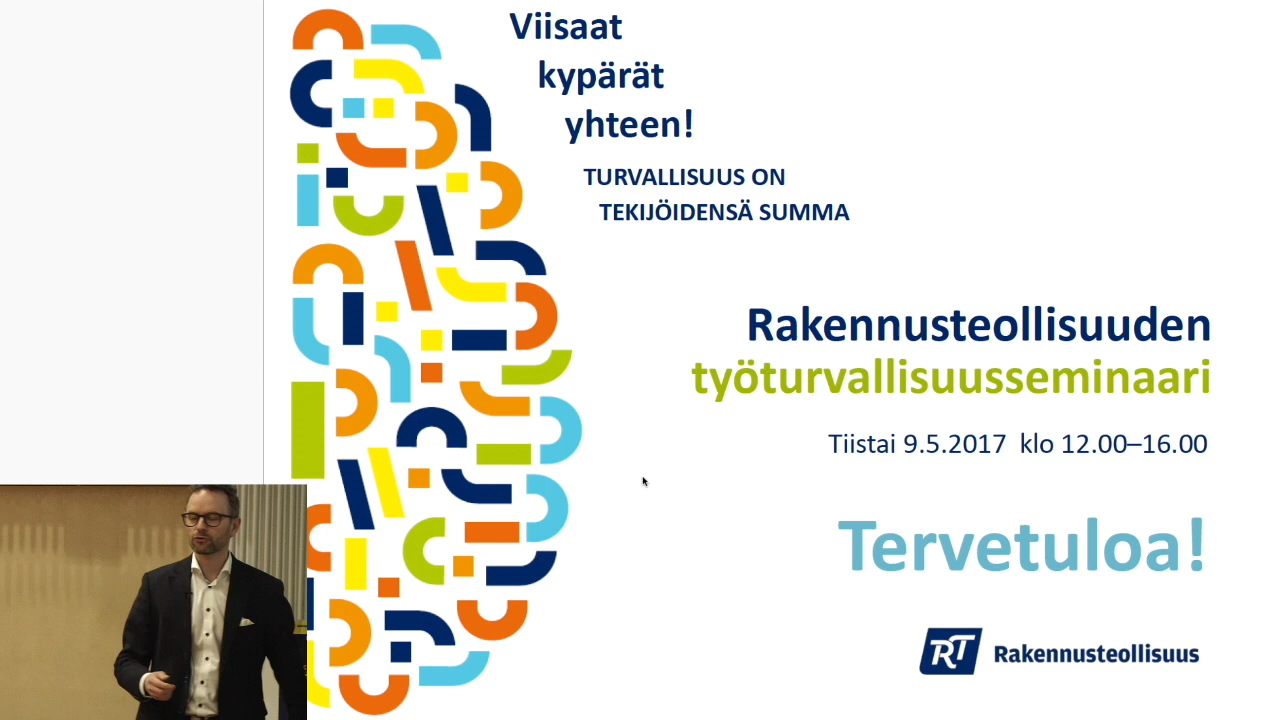 Viisaat
kypärät
yhteen!
TURVALLISUUS ON
TEKIJÖIDENSÄ SUMMA
Rakennusteollisuuden
työturvallisuusseminaari
Tiistai 9.5.2017 klo 12.00–16.00
Tervetuloa!
RT Rakennusteollisuus